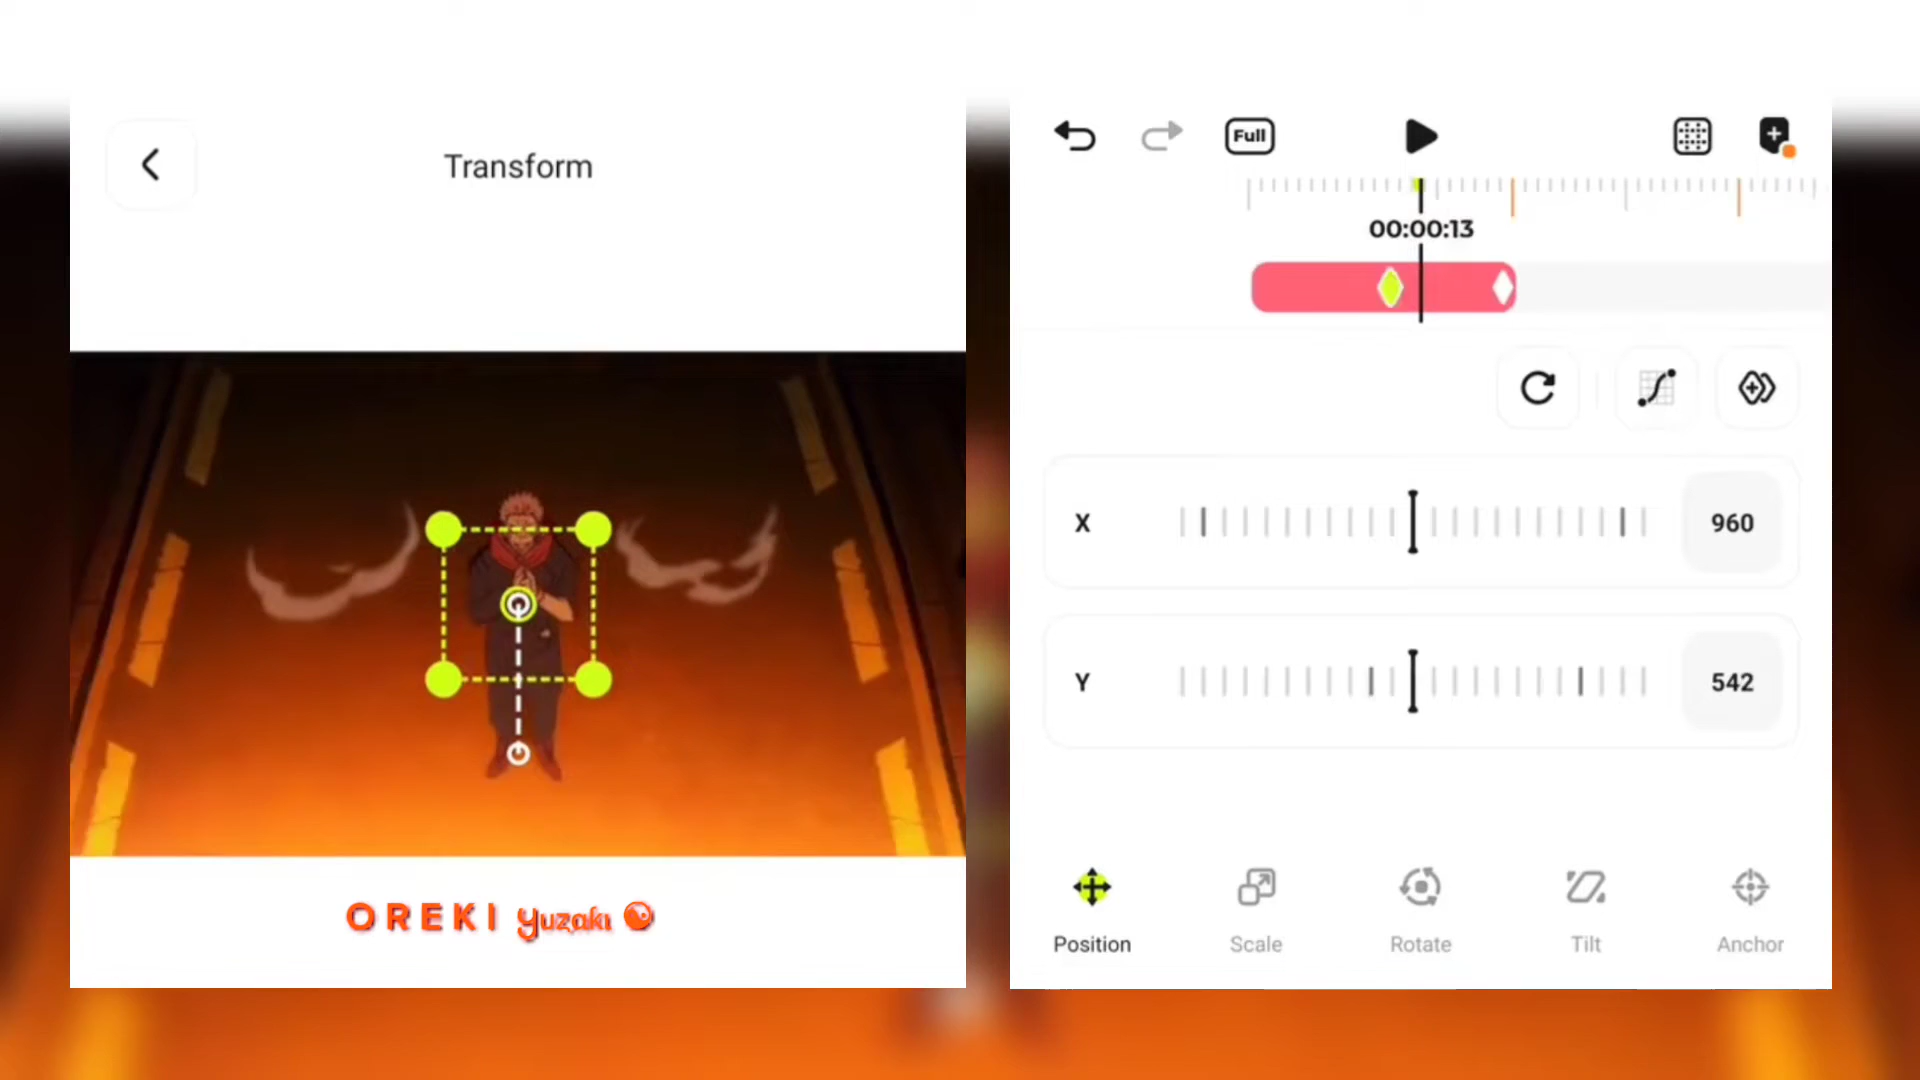 Transform
OREKI yuzaki
Full
00:00:13
X
960
Y
542
Position
Scale
Rotate
Tilt
Anchor